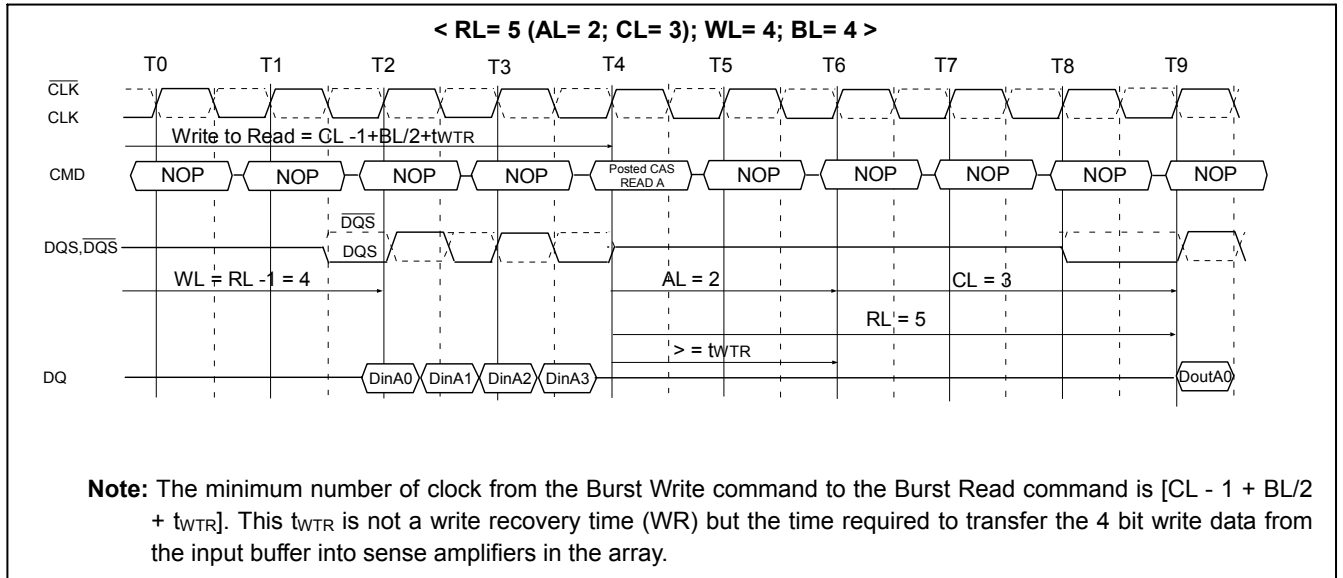 < RL= 5 (AL= 2; CL= 3); WL= 4; BL= 4 >
T0 T1 T2 T3 T4 T5 T6 T7 T8 T9
CLK
CLK
Write to Read = CL -1+BL/2+tWTR
CMD NOP NOP NOP NOP Posted CAS READ A NOP NOP NOP NOP NOP
DQS
DQS,DQS DQS
WL = RL -1 = 4 AL = 2 CL = 3
RL = 5
> = tWTR
DQ DinA0 DinA1 DinA2 DinA3 DoutA0
Note: The minimum number of clock from the Burst Write command to the Burst Read command is [CL - 1 + BL/2
+ tWTR]. This tWTR is not a write recovery time (WR) but the time required to transfer the 4 bit write data from
the input buffer into sense amplifiers in the array.